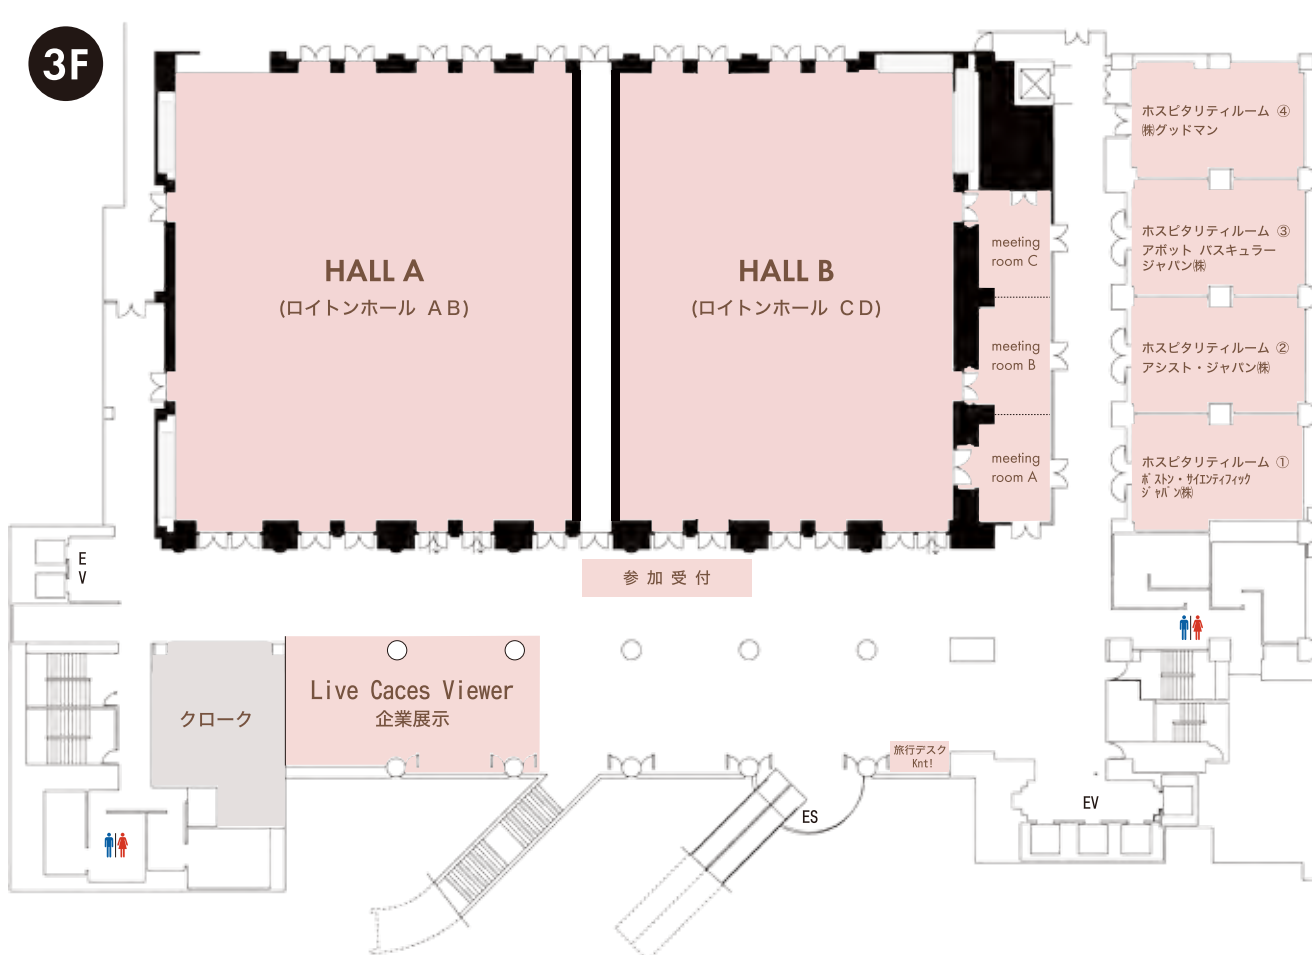 3F
HALL A
(ロイトンホール AB)
HALL B
(ロイトンホール CD)
meeting
room C
meeting
room B
meeting
room A
ホスピタリティルーム ④
㈱グッドマン
ホスピタリティルーム ③
アボット バスキュラー
ジャパン㈱
ホスピタリティルーム ②
アシスト・ジャパン㈱
ホスピタリティルーム ①
ボストン・サイエンティフィック
ジャパン㈱
E
V
参加受付
クローク
Live Caces Viewer
企業展示
旅行デスク
Knt!
ES
EV